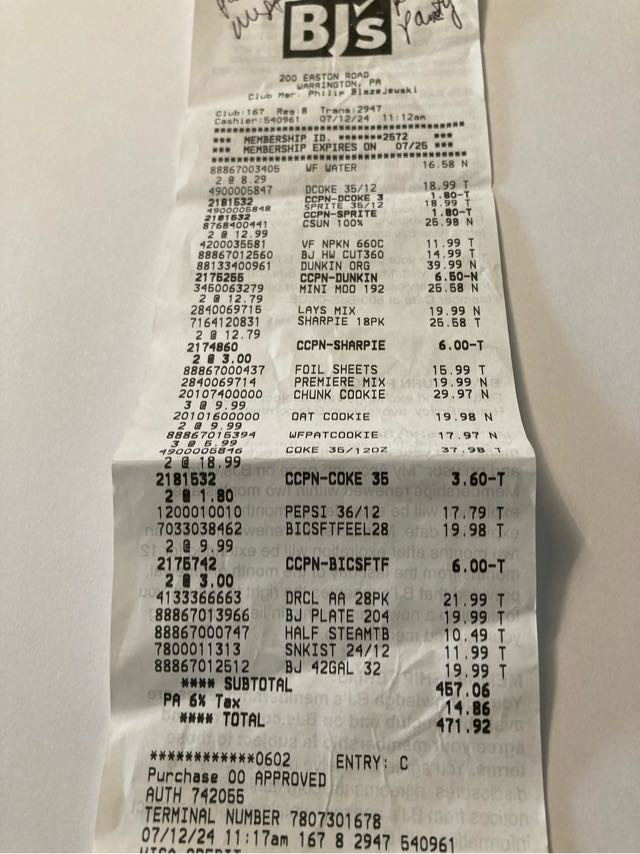 BJ's
Party
200 EASTON ROAD
WARRINGTON, PA
Club Mgr. Philip Blazejewski
Club:167 Reg:8 Trans:2947
Cashier:540961 07/12/24 11:12am
*** MEMBERSHIP ID. *******2572 ***
*** MEMBERSHIP EXPIRES ON 07/25 ***
88867003405 WF WATER 16.58 N
2 @ 8.29
4900005847 DCOKE 35/12 18.99 T
2181532 CCPN-DCOKE 3 1.80-T
4900005848 SPRITE 35/12 18.99 T
2181532 CCPN-SPRITE 1.80-T
8768400441 CSUN 100% 25.98 N
2 @ 12.99
4200035581 VF NPKN 660C 11.99 T
88867012560 BJ HW CUT360 14.99 T
88133400961 DUNKIN ORG 39.99 N
2175255 CCPN-DUNKIN 6.50-N
3450063279 MINI MOO 192 25.58 N
2 @ 12.79
2840069715 LAYS MIX 19.99 N
7164120831 SHARPIE 18PK 25.58 T
2 @ 12.79
2174860 CCPN-SHARPIE 6.00-T
2 @ 3.00
88867000437 FOIL SHEETS 15.99 T
2840069714 PREMIERE MIX 19.99 N
20107400000 CHUNK COOKIE 29.97 N
3 @ 9.99
20101600000 OAT COOKIE 19.98 N
2 @ 9.99
88867015394 WFPATCOOKIE 17.97 N
3 @ 5.99
4900005846 COKE 35/12OZ 37.98 T
2 @ 18.99
2181532 CCPN-COKE 35 3.60-T
2 @ 1.80
1200010010 PEPSI 36/12 17.79 T
7033038462 BICSFTFEEL28 19.98 T
2 @ 9.99
2175742 CCPN-BICSFTF 6.00-T
2 @ 3.00
4133366663 DRCL AA 28PK 21.99 T
88867013966 BJ PLATE 204 19.99 T
88867000747 HALF STEAMTB 10.49 T
7800011313 SNKIST 24/12 11.99 T
88867012512 BJ 42GAL 32 19.99 T
**** SUBTOTAL 457.06
PA 6% Tax 14.86
**** TOTAL 471.92
************0602 ENTRY: C
Purchase 00 APPROVED
AUTH 742055
TERMINAL NUMBER 7807301678
07/12/24 11:17am 167 8 2947 540961
VISA CREDIT